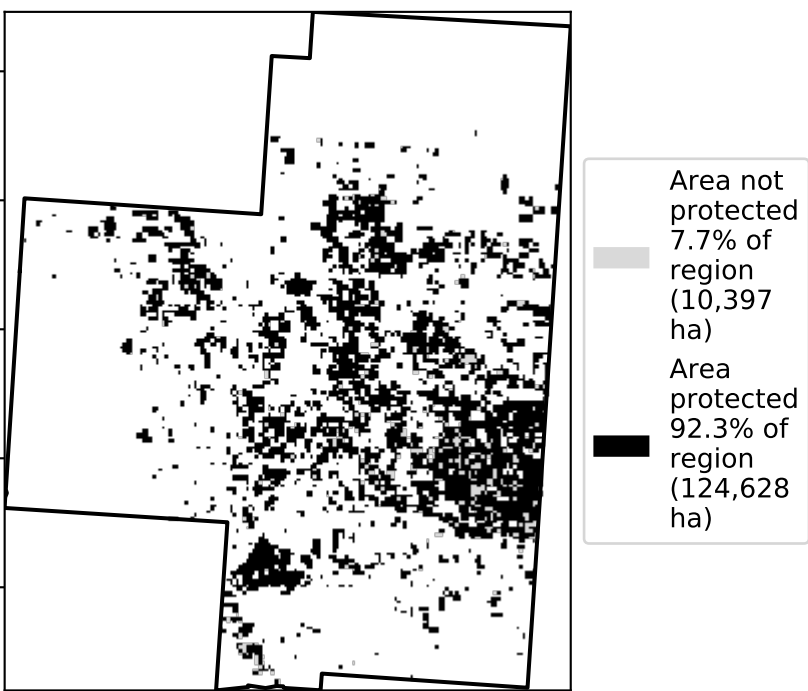 Area not
protected
7.7% of
region
(10,397
ha)
Area
protected
92.3% of
region
(124,628
ha)